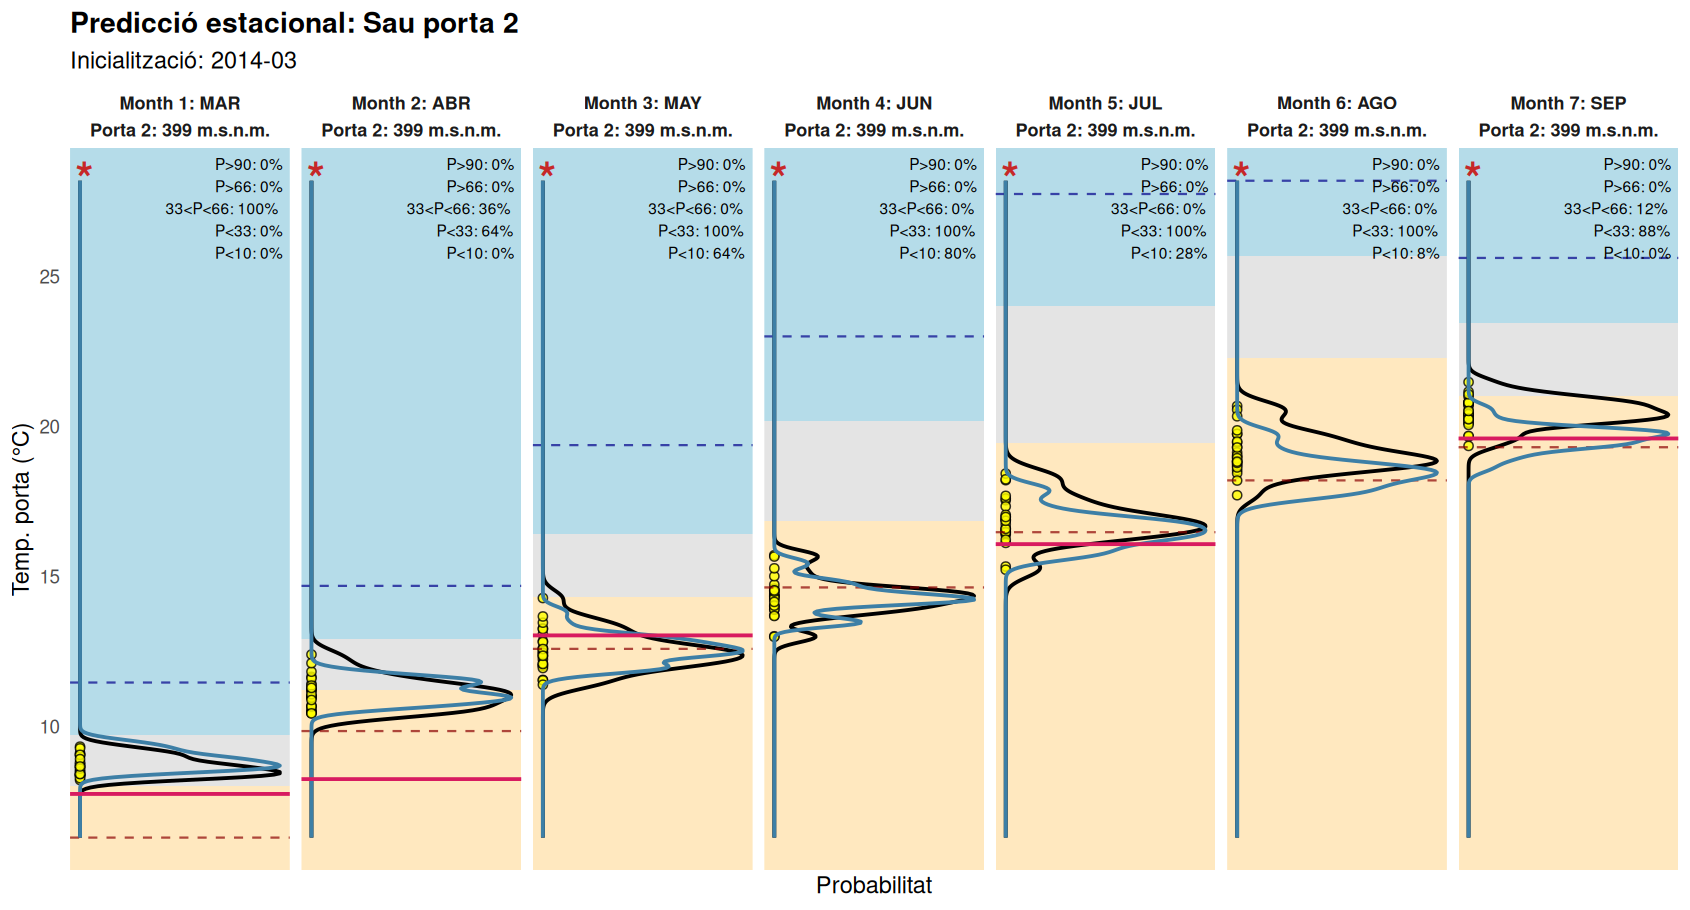 Predicció estacional: Sau porta 2
Inicialització: 2014-03
Month 1: MAR
Porta 2: 399 m.s.n.m.
Month 2: ABR
Porta 2: 399 m.s.n.m.
Month 3: MAY
Porta 2: 399 m.s.n.m.
Month 4: JUN
Porta 2: 399 m.s.n.m.
Month 5: JUL
Porta 2: 399 m.s.n.m.
Month 6: AGO
Porta 2: 399 m.s.n.m.
Month 7: SEP
Porta 2: 399 m.s.n.m.
*
P>90: 0%
P>66: 0%
33<P<66: 100%
P<33: 0%
P<10: 0%
*
P>90: 0%
P>66: 0%
33<P<66: 36%
P<33: 64%
P<10: 0%
*
P>90: 0%
P>66: 0%
33<P<66: 0%
P<33: 100%
P<10: 64%
*
P>90: 0%
P>66: 0%
33<P<66: 0%
P<33: 100%
P<10: 80%
*
P>90: 0%
P>66: 0%
33<P<66: 0%
P<33: 100%
P<10: 28%
*
P>90: 0%
P>66: 0%
33<P<66: 0%
P<33: 100%
P<10: 8%
*
P>90: 0%
P>66: 0%
33<P<66: 12%
P<33: 88%
P<10: 0%
25
20
15
10
Temp. porta (°C)
Probabilitat